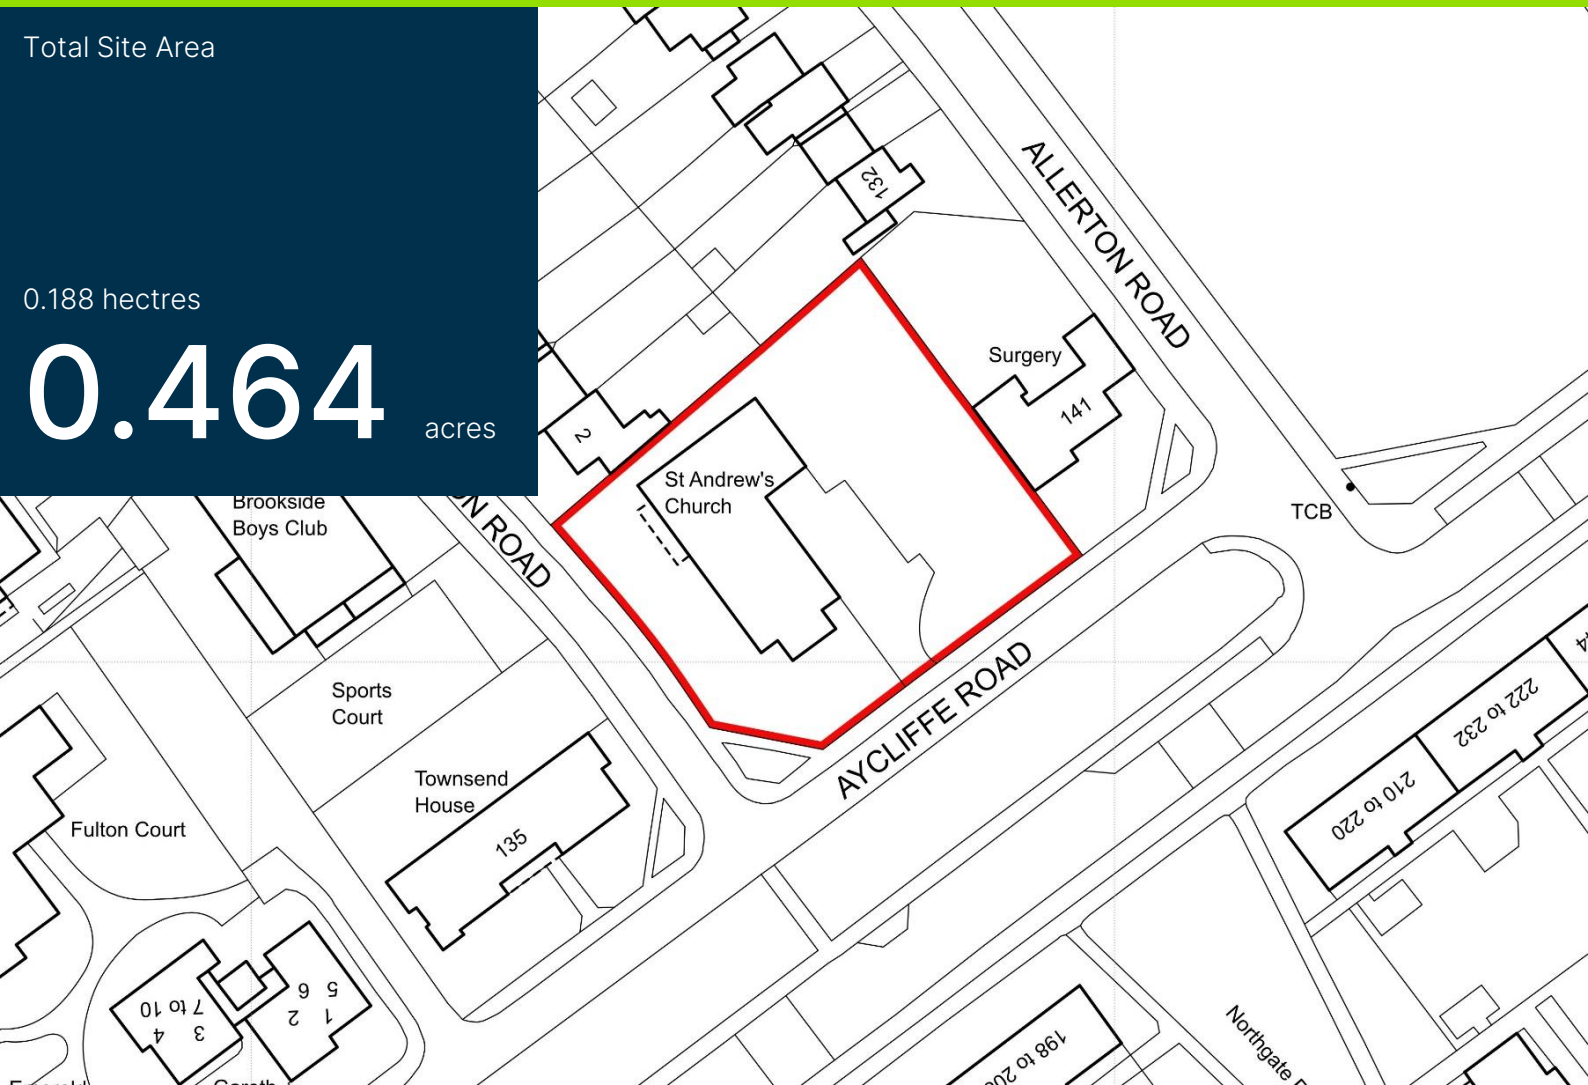 Total Site Area
0.188 hectres
0.464 acres
132
ALLERTON ROAD
Surgery
141
2
St Andrew's
Church
TCB
Brookside
Boys Club
ROAD
Sports
Court
AYCLIFFE ROAD
222 to 232
210 to 220
Townsend
House
135
Fulton Court
7 to 10
3 4
5 6
1 2
198 to
Northgate